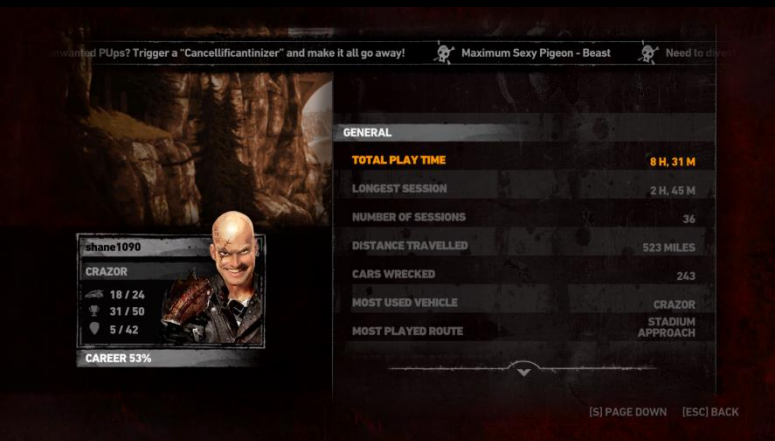 unwanted PUps? Trigger a "Cancellificantinizer" and make it all go away! Maximum Sexy Pigeon - Beast Need to
GENERAL
TOTAL PLAY TIME 8 H, 31 M
LONGEST SESSION 2 H, 45 M
NUMBER OF SESSIONS 36
DISTANCE TRAVELLED 523 MILES
CARS WRECKED 243
MOST USED VEHICLE CRAZOR
MOST PLAYED ROUTE STADIUM
APPROACH
shane1090
CRAZOR
18 / 24
31 / 50
5 / 42
CAREER 53%
[S] PAGE DOWN [ESC] BACK